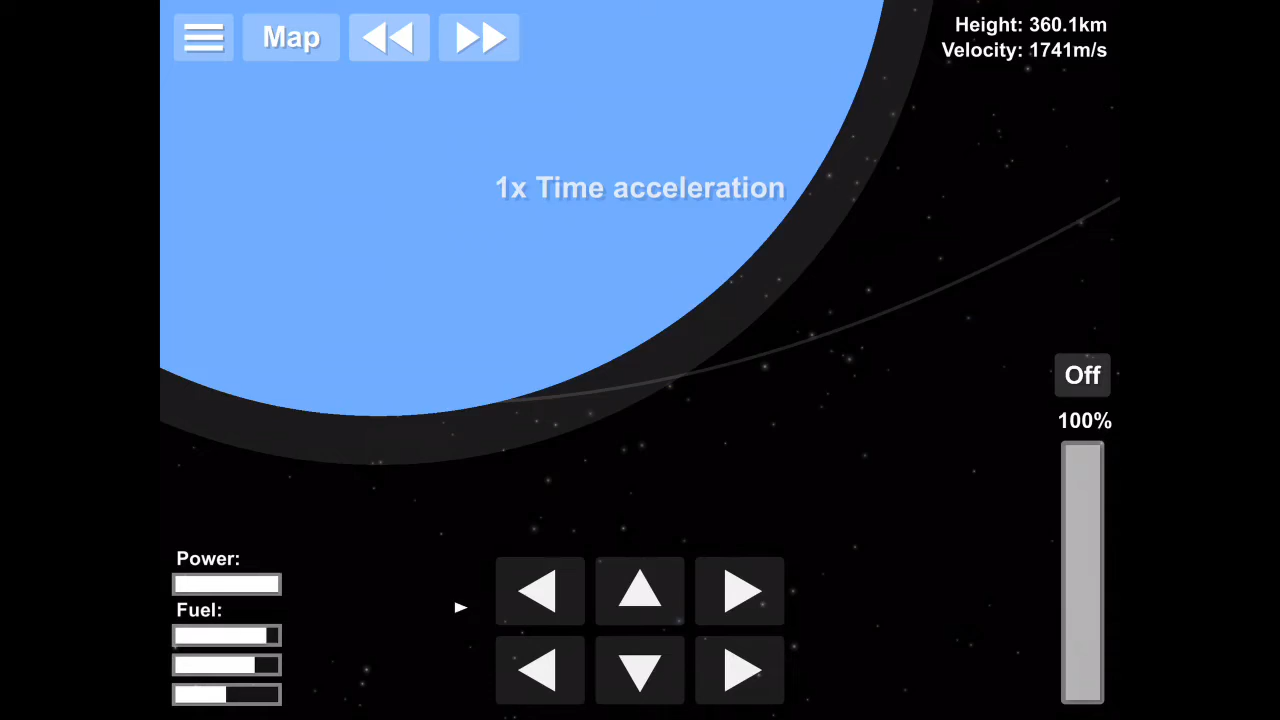 Map
Height: 360.1km
Velocity: 1741m/s
1x Time acceleration
Off
100%
Power:
Fuel: